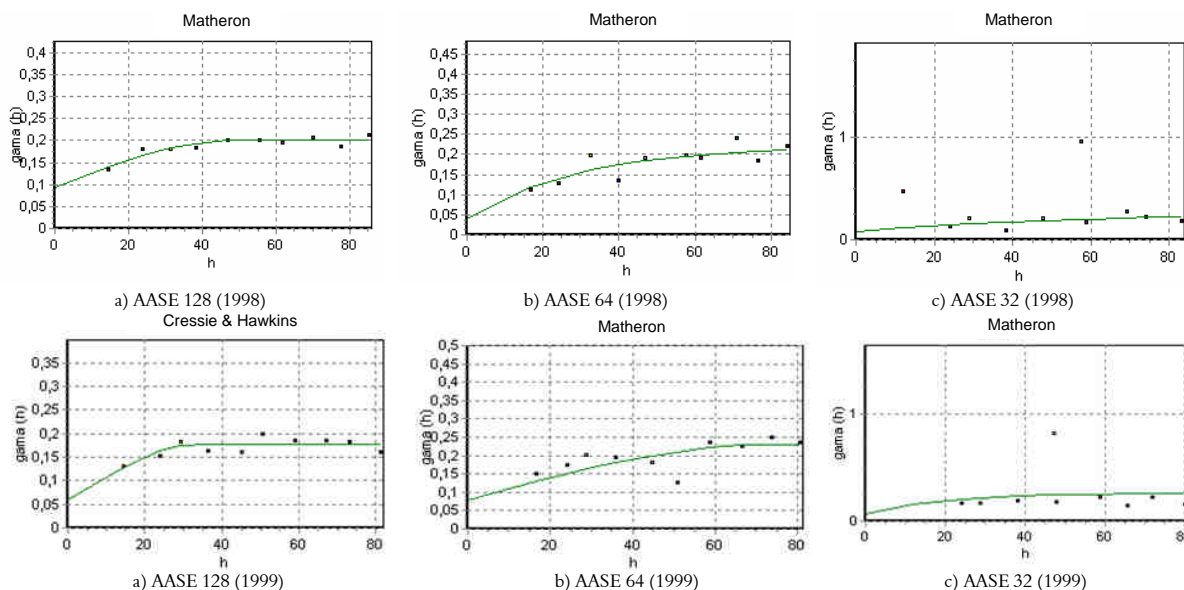 Matheron
0,4
0,35
0,3
0,25
0,2
0,15
0,1
0,05
0
gama (h)
0 20 40 60 80
h
a) AASE 128 (1998)
Matheron
0,45
0,4
0,35
0,3
0,25
0,2
0,15
0,1
0,05
0
gama (h)
0 20 40 60 80
h
b) AASE 64 (1998)
Matheron
1
0
gama (h)
0 20 40 60 80
h
c) AASE 32 (1998)
Cressie & Hawkins
0,35
0,3
0,25
0,2
0,15
0,1
0,05
0
gama (h)
0 20 40 60 80
h
a) AASE 128 (1999)
Matheron
0,5
0,45
0,4
0,35
0,3
0,25
0,2
0,15
0,1
0,05
0
gama (h)
0 20 40 60 80
h
b) AASE 64 (1999)
Matheron
1
0
gama (h)
0 20 40 60 80
h
c) AASE 32 (1999)